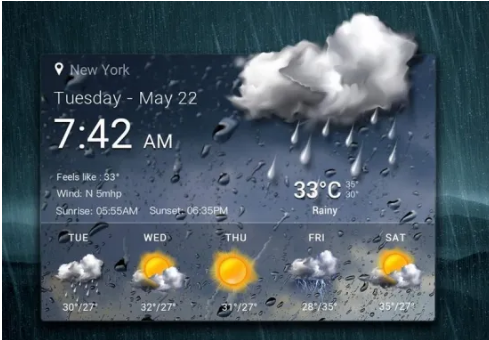 New York
Tuesday - May 22
7:42 AM
Feels like : 33°
Wind: N 5mhp
Sunrise: 05:55AM Sunset: 06:35PM
33°C 35° 30°
Rainy
TUE WED THU FRI SAT
30°/27° 32°/27° 31°/27° 28°/35° 35°/27°